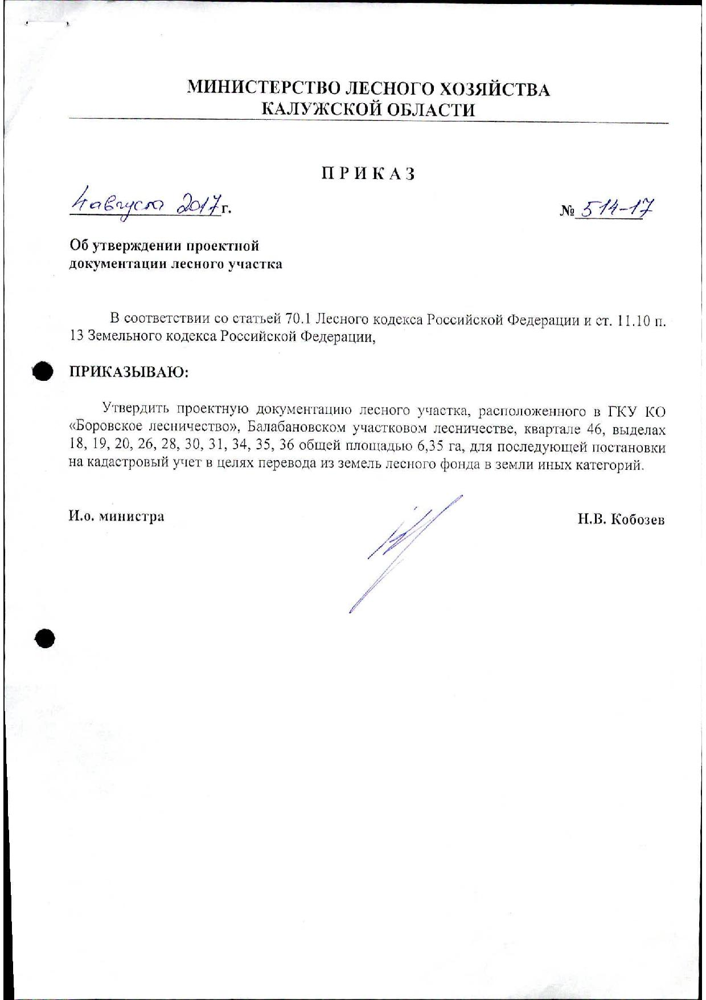 МИНИСТЕРСТВО ЛЕСНОГО ХОЗЯЙСТВА
КАЛУЖСКОЙ ОБЛАСТИ
П Р И К А З
4 августа 2017г.
№ 514-17
Об утверждении проектной
документации лесного участка
В соответствии со статьей 70.1 Лесного кодекса Российской Федерации и ст. 11.10 п.
13 Земельного кодекса Российской Федерации,
ПРИКАЗЫВАЮ:
Утвердить проектную документацию лесного участка, расположенного в ГКУ КО
«Боровское лесничество», Балабановском участковом лесничестве, квартале 46, выделах
18, 19, 20, 26, 28, 30, 31, 34, 35, 36 общей площадью 6,35 га, для последующей постановки
на кадастровый учет в целях перевода из земель лесного фонда в земли иных категорий.
И.о. министра
Н.В. Кобозев